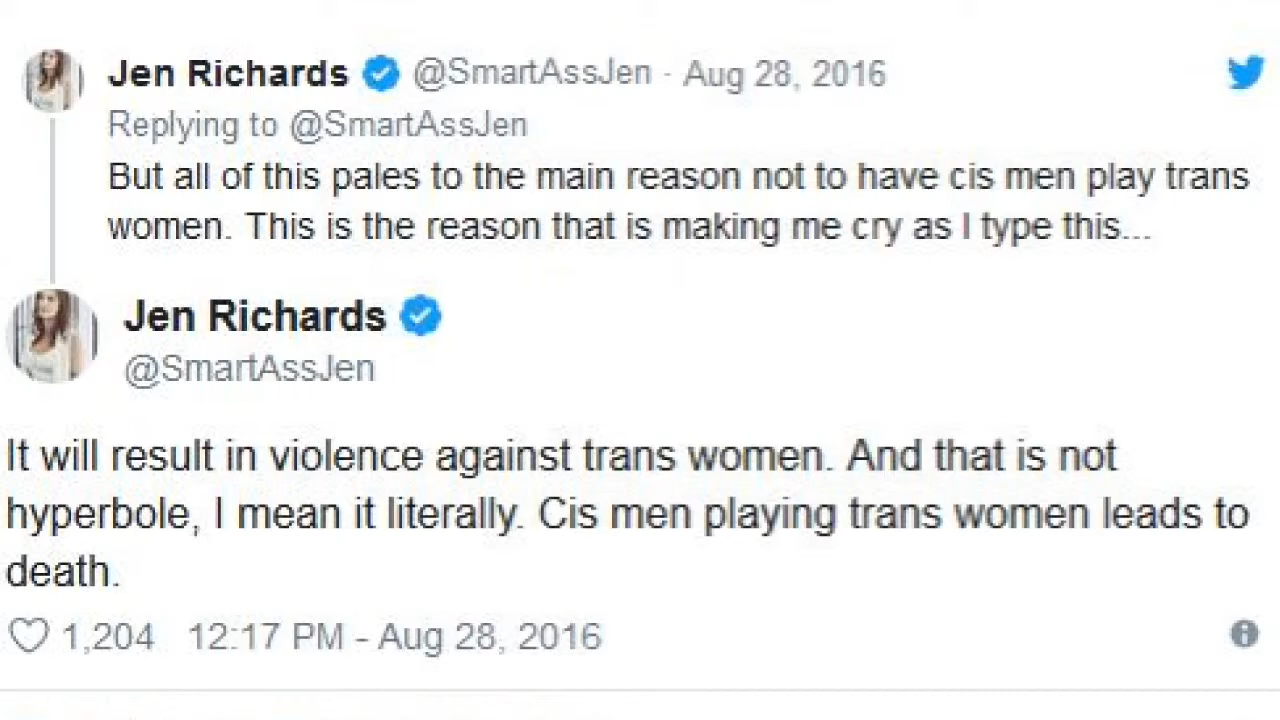 Jen Richards @SmartAssJen · Aug 28, 2016
Replying to @SmartAssJen
But all of this pales to the main reason not to have cis men play trans
women. This is the reason that is making me cry as I type this...
Jen Richards
@SmartAssJen
It will result in violence against trans women. And that is not
hyperbole, I mean it literally. Cis men playing trans women leads to
death.
1,204 12:17 PM - Aug 28, 2016